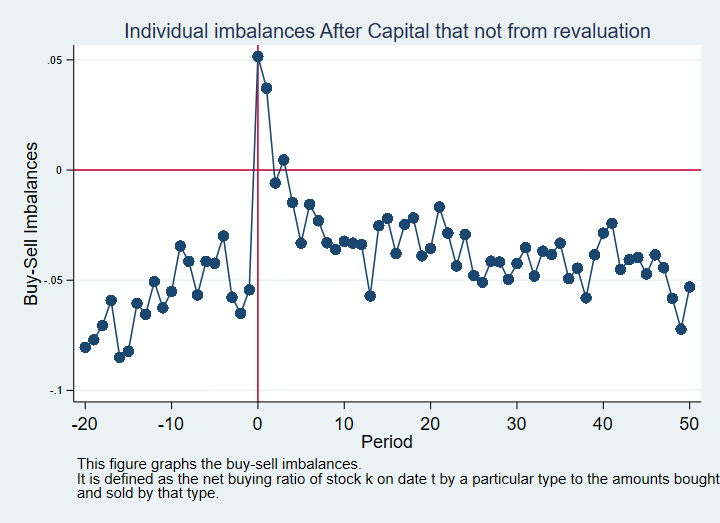 Individual imbalances After Capital that not from revaluation
Buy-Sell Imbalances
.05
0
-.05
-.1
-20 -10 0 10 20 30 40 50
Period
This figure graphs the buy-sell imbalances.
It is defined as the net buying ratio of stock k on date t by a particular type to the amounts bought
and sold by that type.